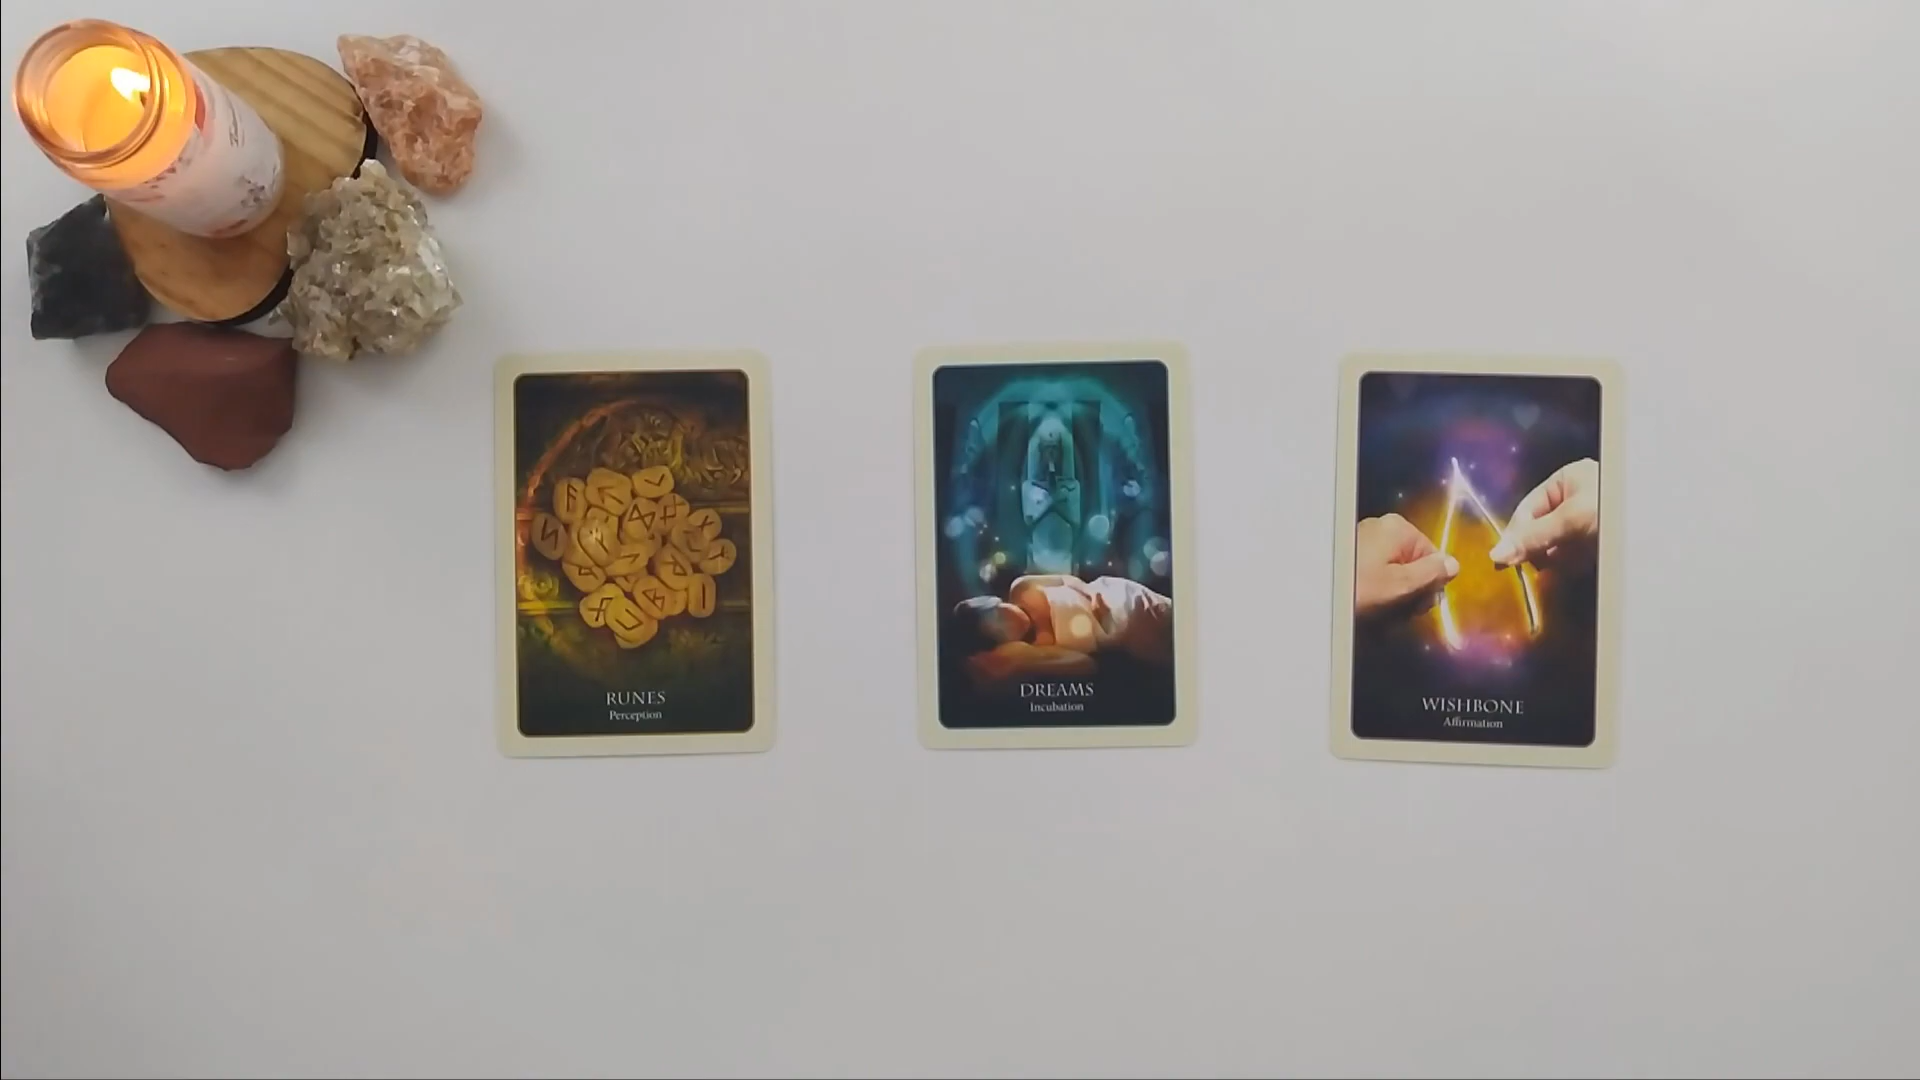 RUNES
Perception
DREAMS
Incubation
WISHBONE
Affirmation